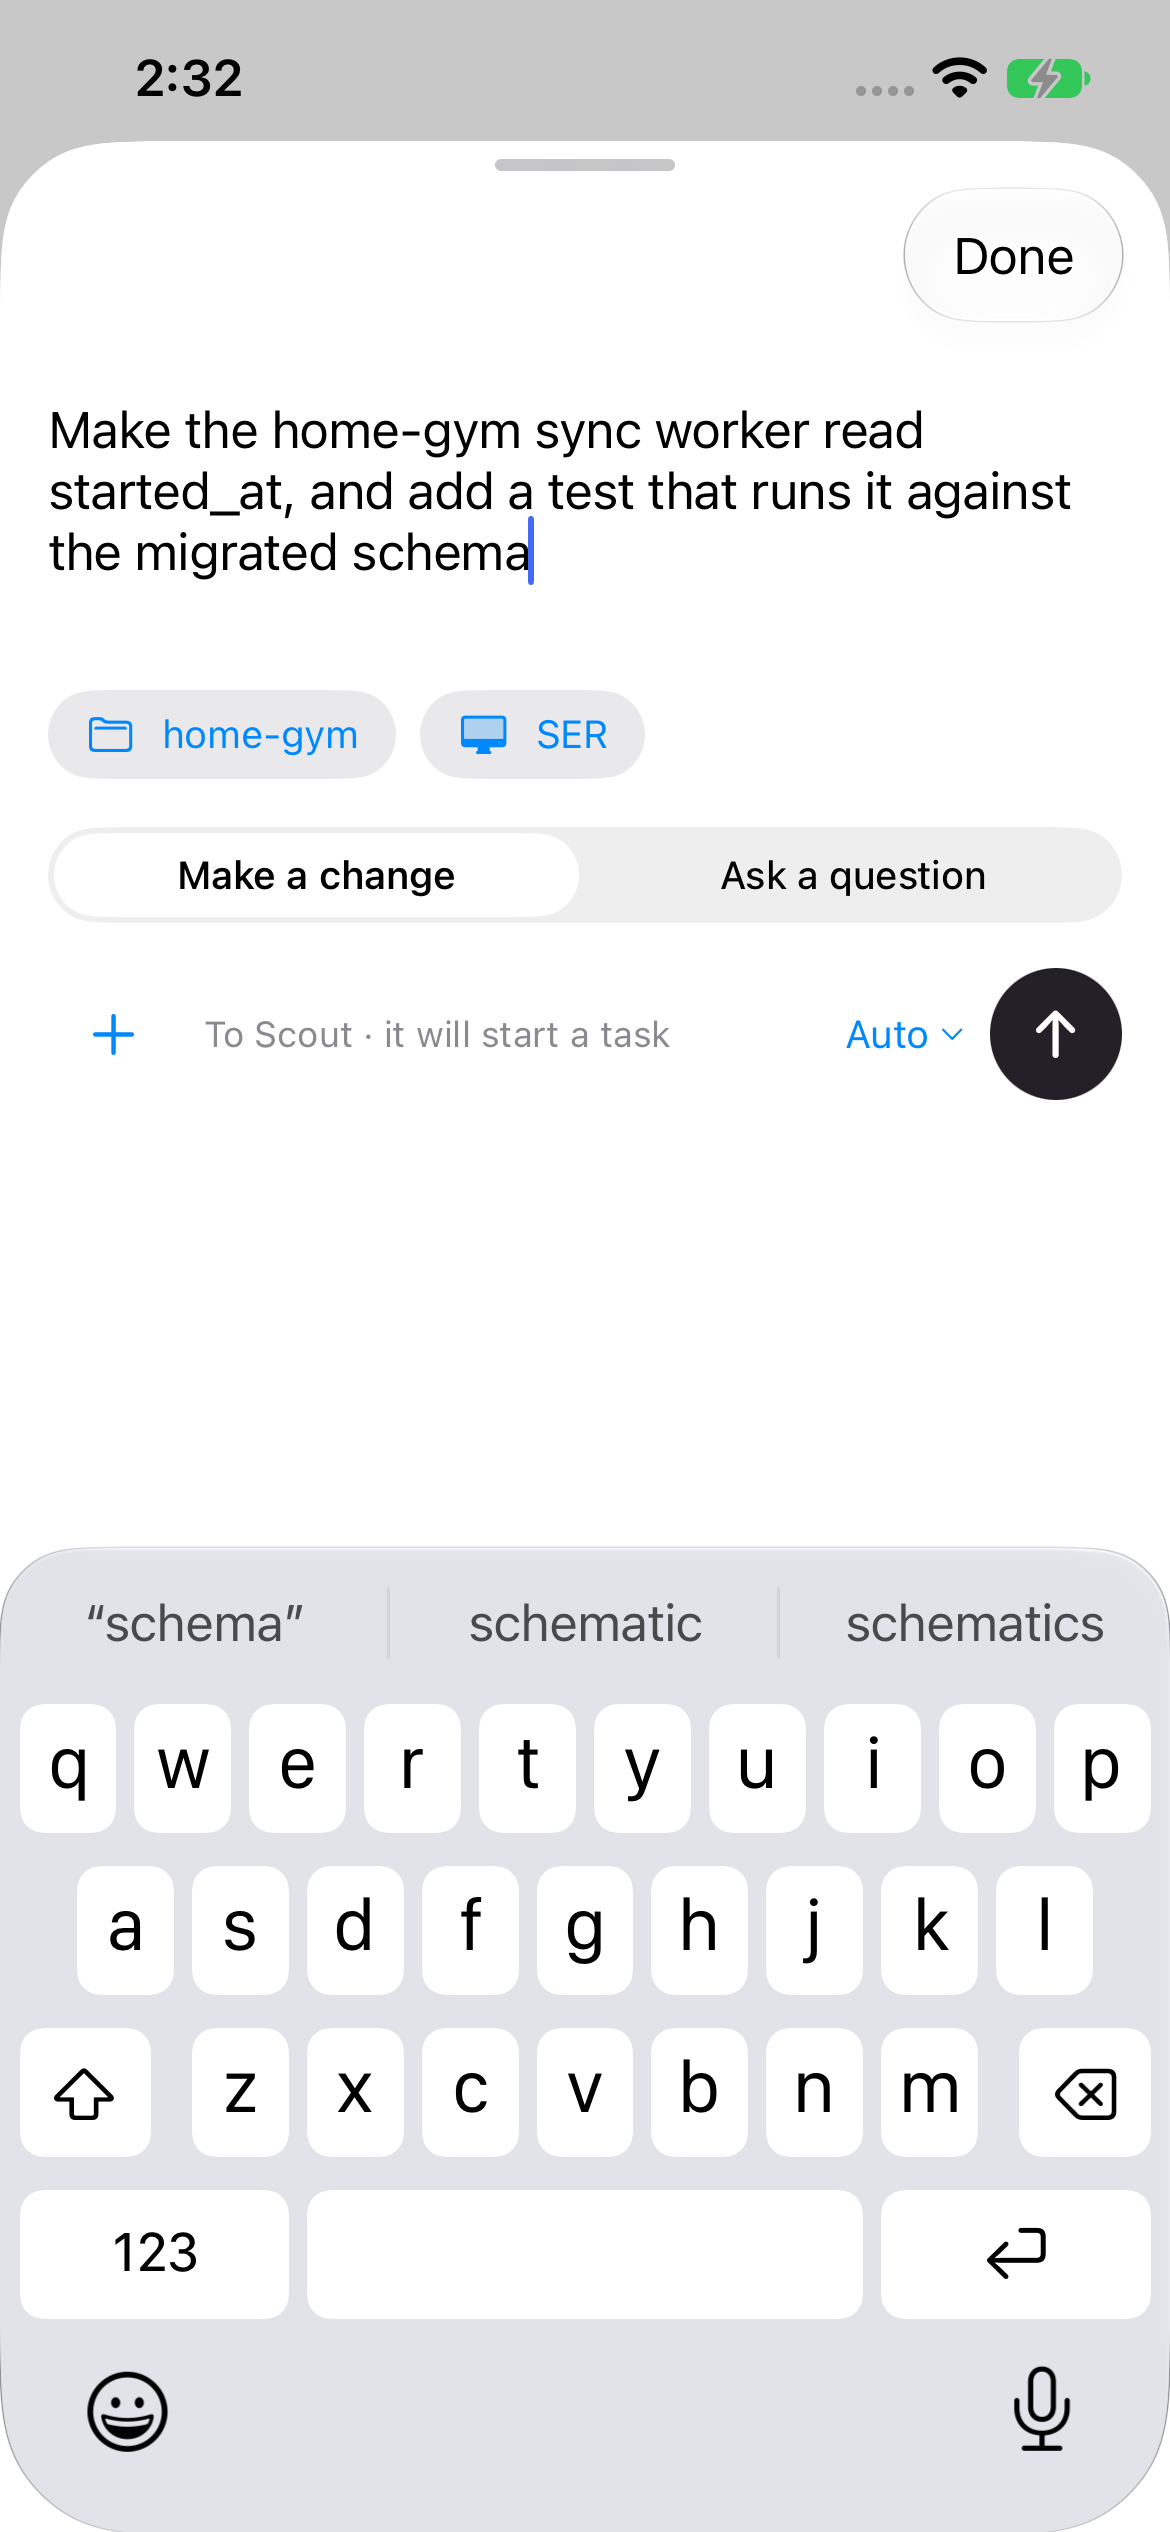 2:32
Done
Make the home-gym sync worker read
started_at, and add a test that runs it against
the migrated schema
home-gym
SER
Make a change
Ask a question
To Scout · it will start a task
Auto
“schema”
schematic
schematics
q w e r t y u i o p
a s d f g h j k l
z x c v b n m
123